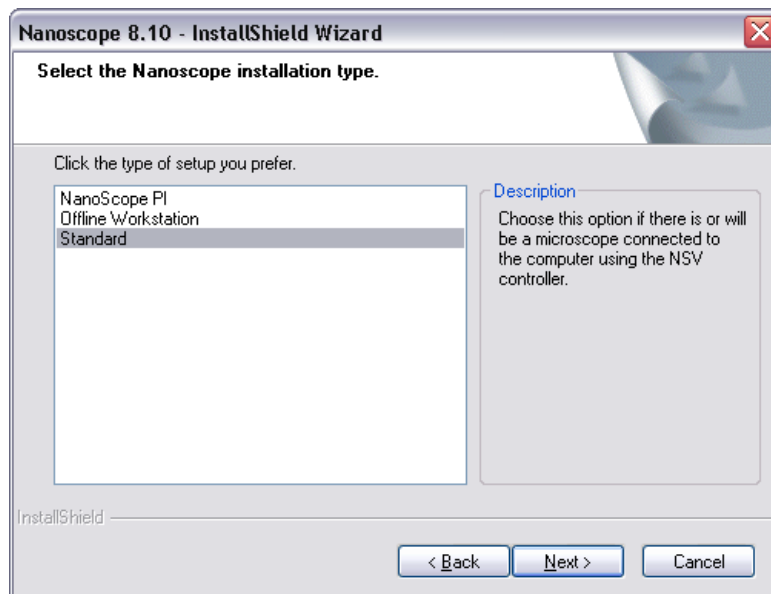 Nanoscope 8.10 - InstallShield Wizard
Select the Nanoscope installation type.
Click the type of setup you prefer.
NanoScope PI
Offline Workstation
Standard
Description
Choose this option if there is or will
be a microscope connected to
the computer using the NSV
controller.
InstallShield
< Back
Next >
Cancel